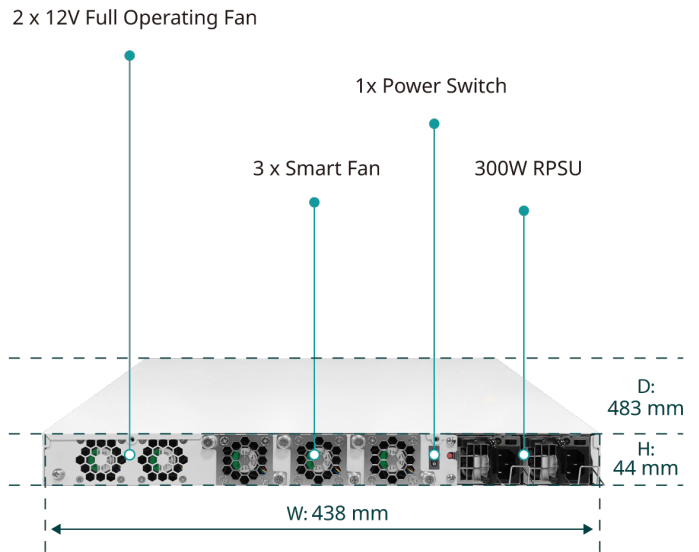 2 x 12V Full Operating Fan
1x Power Switch
3 x Smart Fan
300W RPSU
D:
483 mm
H:
44 mm
W: 438 mm